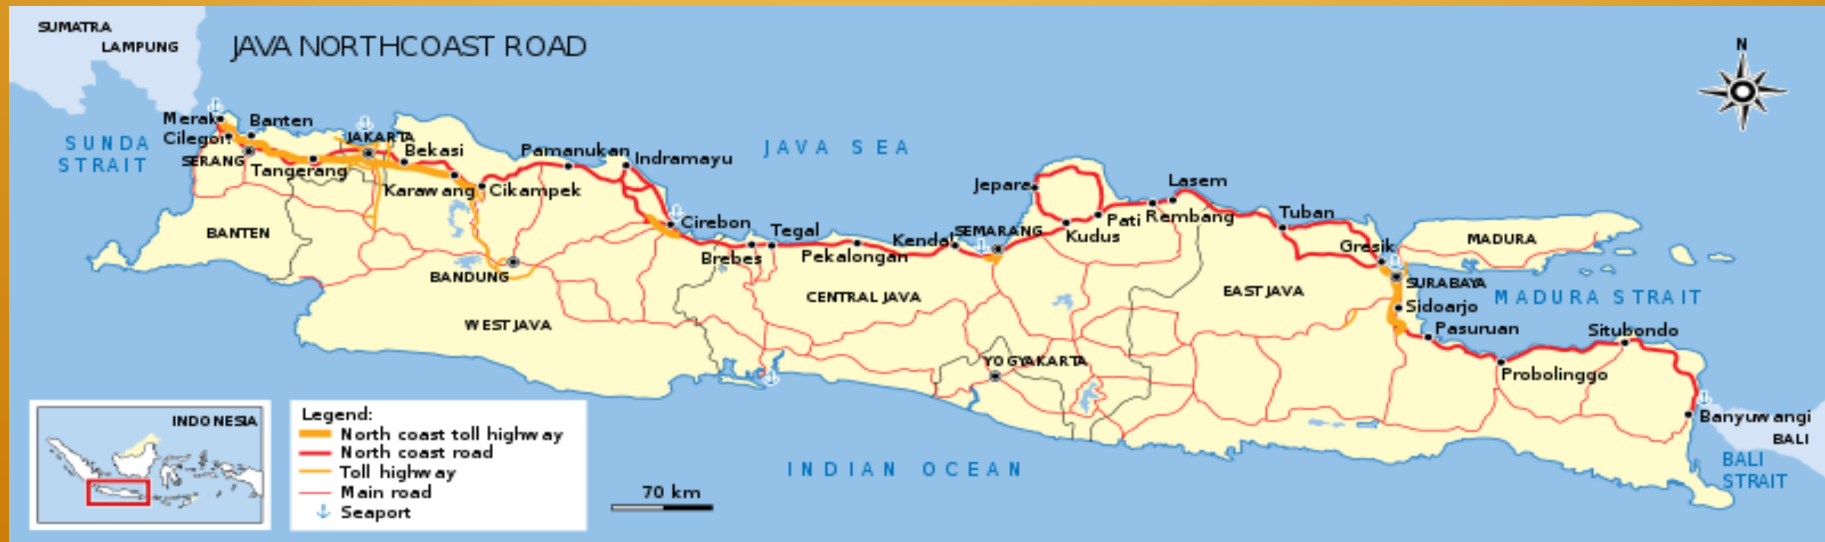 SUMATRA
LAMPUNG
JAVA NORTHCOAST ROAD
N
SUNDA
STRAIT
JAVA SEA
Merak
Banten
Cilegon
JAKARTA
SERANG
Bekasi
Tangerang
Karawang
Cikampek
Pamanukan
Indramayu
Cirebon
Brebes
Tegal
Pekalongan
Kendal
SEMARANG
Jepara
Kudus
Pati
Rembang
Lasem
Tuban
Gresik
MADURA
SURABAYA
MADURA STRAIT
Sidoarjo
Pasuruan
Situbondo
Probolinggo
Banyuwangi
BALI
BALI
STRAIT
BANTEN
BANDUNG
WEST JAVA
CENTRAL JAVA
EAST JAVA
YOGYAKARTA
INDIAN OCEAN
INDONESIA
Legend:
North coast toll highway
North coast road
Toll highway
Main road
Seaport
70 km